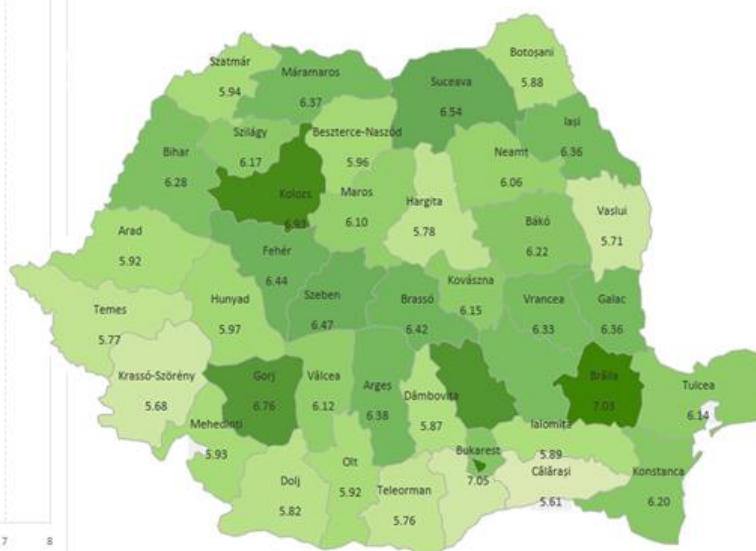 Botoșani
5.88
Szatmár
5.94
Máramaros
6.37
Suceava
6.54
Iași
6.36
Szilágy
6.17
Beszterce-Naszód
5.96
Neamț
6.06
Bihar
6.28
Kolozs
6.93
Maros
6.10
Hargita
5.78
Bákó
6.22
Vaslui
5.71
Arad
5.92
Fehér
6.44
Szeben
6.47
Brassó
6.42
Kovászna
6.15
Vrancea
6.33
Galac
6.36
Temes
5.77
Hunyad
5.97
Krassó-Szörény
5.68
Gorj
6.76
Vâlcea
6.12
Arges
6.38
Dâmbovița
5.87
Brăila
7.03
Tulcea
6.14
Mehedinți
5.93
Ialomița
5.89
Bukarest
7.05
Călărași
5.61
Konstanca
6.20
Dolj
5.82
Olt
5.92
Teleorman
5.76
7 8